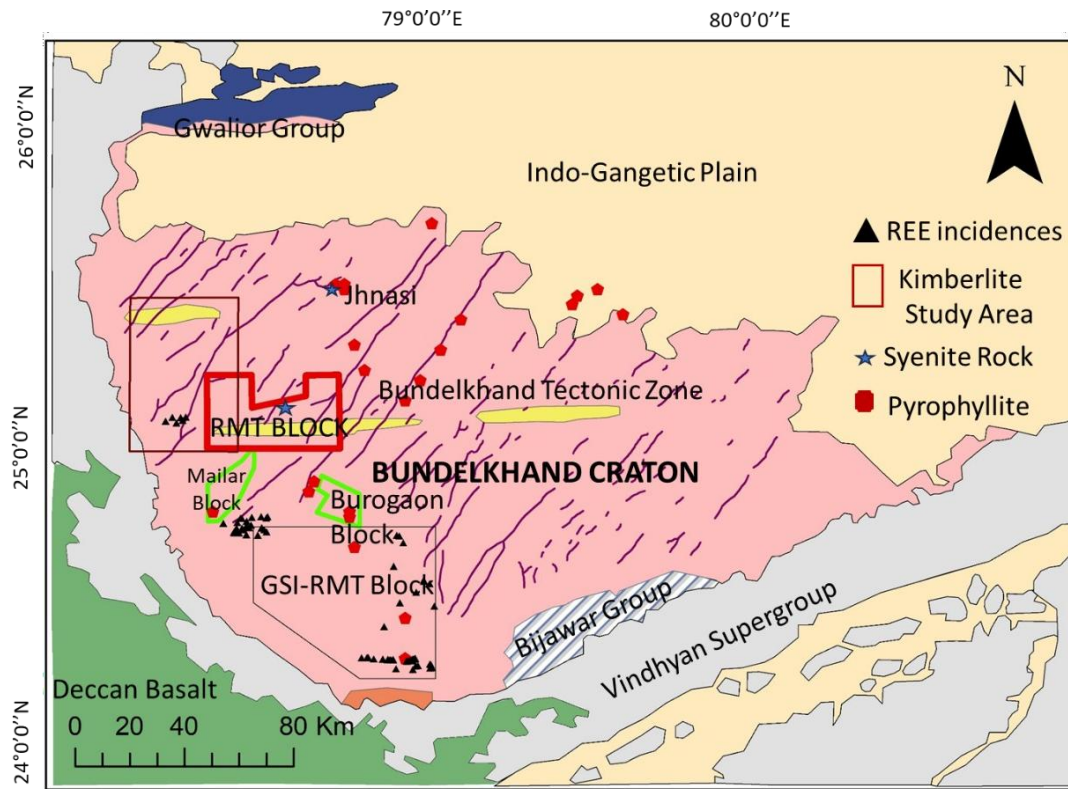 79°0'0''E
80°0'0''E
26°0'0''N
25°0'0''N
24°0'0''N
N
Gwalior Group
Indo-Gangetic Plain
REE incidences
Kimberlite
Study Area
Syenite Rock
Pyrophyllite
Jhnasi
Bundelkhand Tectonic Zone
RMT BLOCK
BUNDELKHAND CRATON
Mailar
Block
Burogaon
Block
GSI-RMT Block
Bijawar Group
Vindhyan Supergroup
Deccan Basalt
0 20 40 80 Km